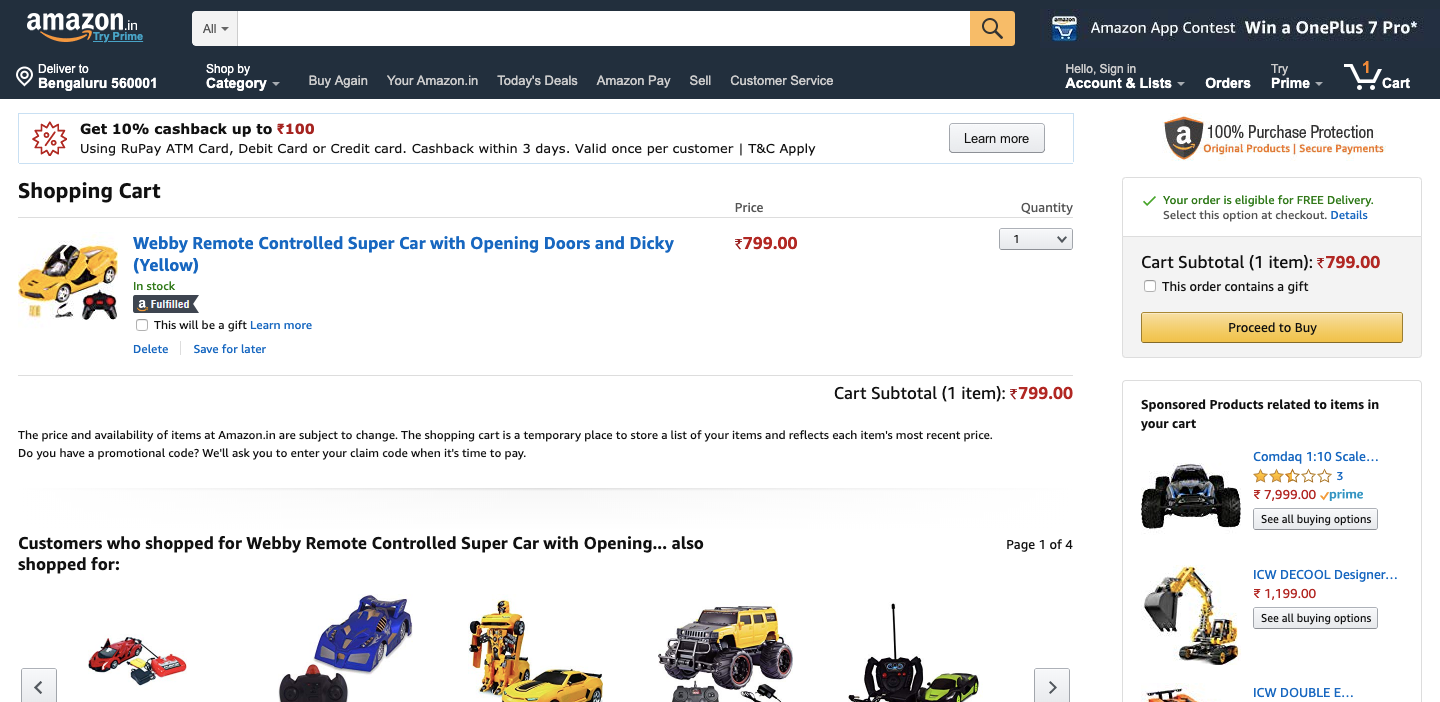 amazon.in
Try Prime
All
amazon
Amazon App Contest Win a OnePlus 7 Pro*
Deliver to
Bengaluru 560001
Shop by
Category
Buy Again
Your Amazon.in
Today's Deals
Amazon Pay
Sell
Customer Service
Hello, Sign in
Account & Lists
Orders
Try
Prime
1
Cart
Get 10% cashback up to ₹100
Using RuPay ATM Card, Debit Card or Credit card. Cashback within 3 days. Valid once per customer | T&C Apply
Learn more
a
100% Purchase Protection
Original Products | Secure Payments
Shopping Cart
Price
Quantity
Webby Remote Controlled Super Car with Opening Doors and Dicky
(Yellow)
₹799.00
1
In stock
a Fulfilled
This will be a gift Learn more
Delete
Save for later
Cart Subtotal (1 item): ₹799.00
The price and availability of items at Amazon.in are subject to change. The shopping cart is a temporary place to store a list of your items and reflects each item's most recent price.
Do you have a promotional code? We'll ask you to enter your claim code when it's time to pay.
Customers who shopped for Webby Remote Controlled Super Car with Opening... also
shopped for:
Page 1 of 4
Your order is eligible for FREE Delivery.
Select this option at checkout. Details
Cart Subtotal (1 item): ₹799.00
This order contains a gift
Proceed to Buy
Sponsored Products related to items in
your cart
Comdaq 1:10 Scale...
3
₹ 7,999.00 prime
See all buying options
ICW DECOOL Designer...
₹ 1,199.00
See all buying options
ICW DOUBLE E...